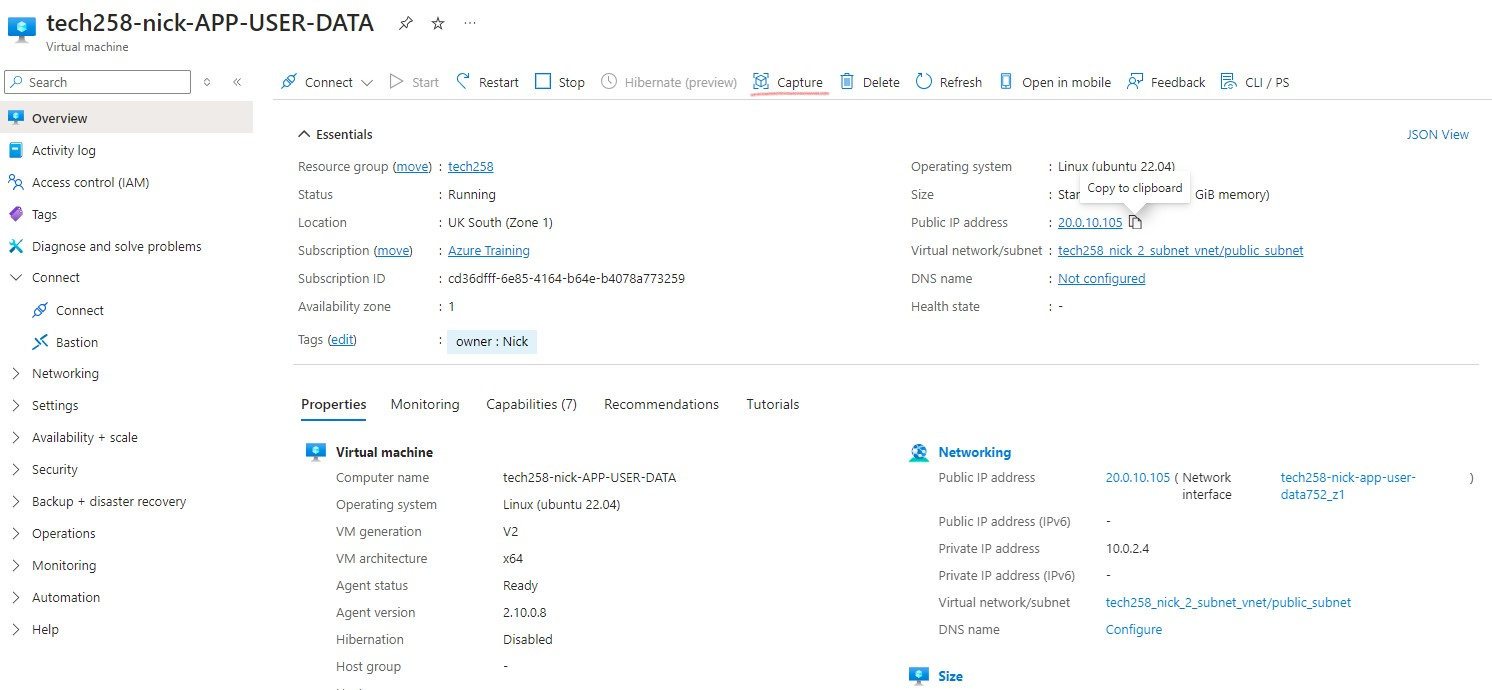 tech258-nick-APP-USER-DATA
Virtual machine
Search
Connect
Start
Restart
Stop
Hibernate (preview)
Capture
Delete
Refresh
Open in mobile
Feedback
CLI / PS
Overview
Activity log
Access control (IAM)
Tags
Diagnose and solve problems
Connect
Connect
Bastion
Networking
Settings
Availability + scale
Security
Backup + disaster recovery
Operations
Monitoring
Automation
Help
Essentials
JSON View
Resource group (move) : tech258
Status : Running
Location : UK South (Zone 1)
Subscription (move) : Azure Training
Subscription ID : cd36dfff-6e85-4164-b64e-b4078a773259
Availability zone : 1
Tags (edit) : owner : Nick
Operating system : Linux (ubuntu 22.04)
Copy to clipboard
Size : GiB memory)
Public IP address : 20.0.10.105
Virtual network/subnet : tech258_nick_2_subnet_vnet/public_subnet
DNS name : Not configured
Health state : -
Properties
Monitoring
Capabilities (7)
Recommendations
Tutorials
Virtual machine
Computer name tech258-nick-APP-USER-DATA
Operating system Linux (ubuntu 22.04)
VM generation V2
VM architecture x64
Agent status Ready
Agent version 2.10.0.8
Hibernation Disabled
Host group -
Networking
Public IP address 20.0.10.105 ( Network tech258-nick-app-user- )
interface data752_z1
Public IP address (IPv6) -
Private IP address 10.0.2.4
Private IP address (IPv6) -
Virtual network/subnet tech258_nick_2_subnet_vnet/public_subnet
DNS name Configure
Size